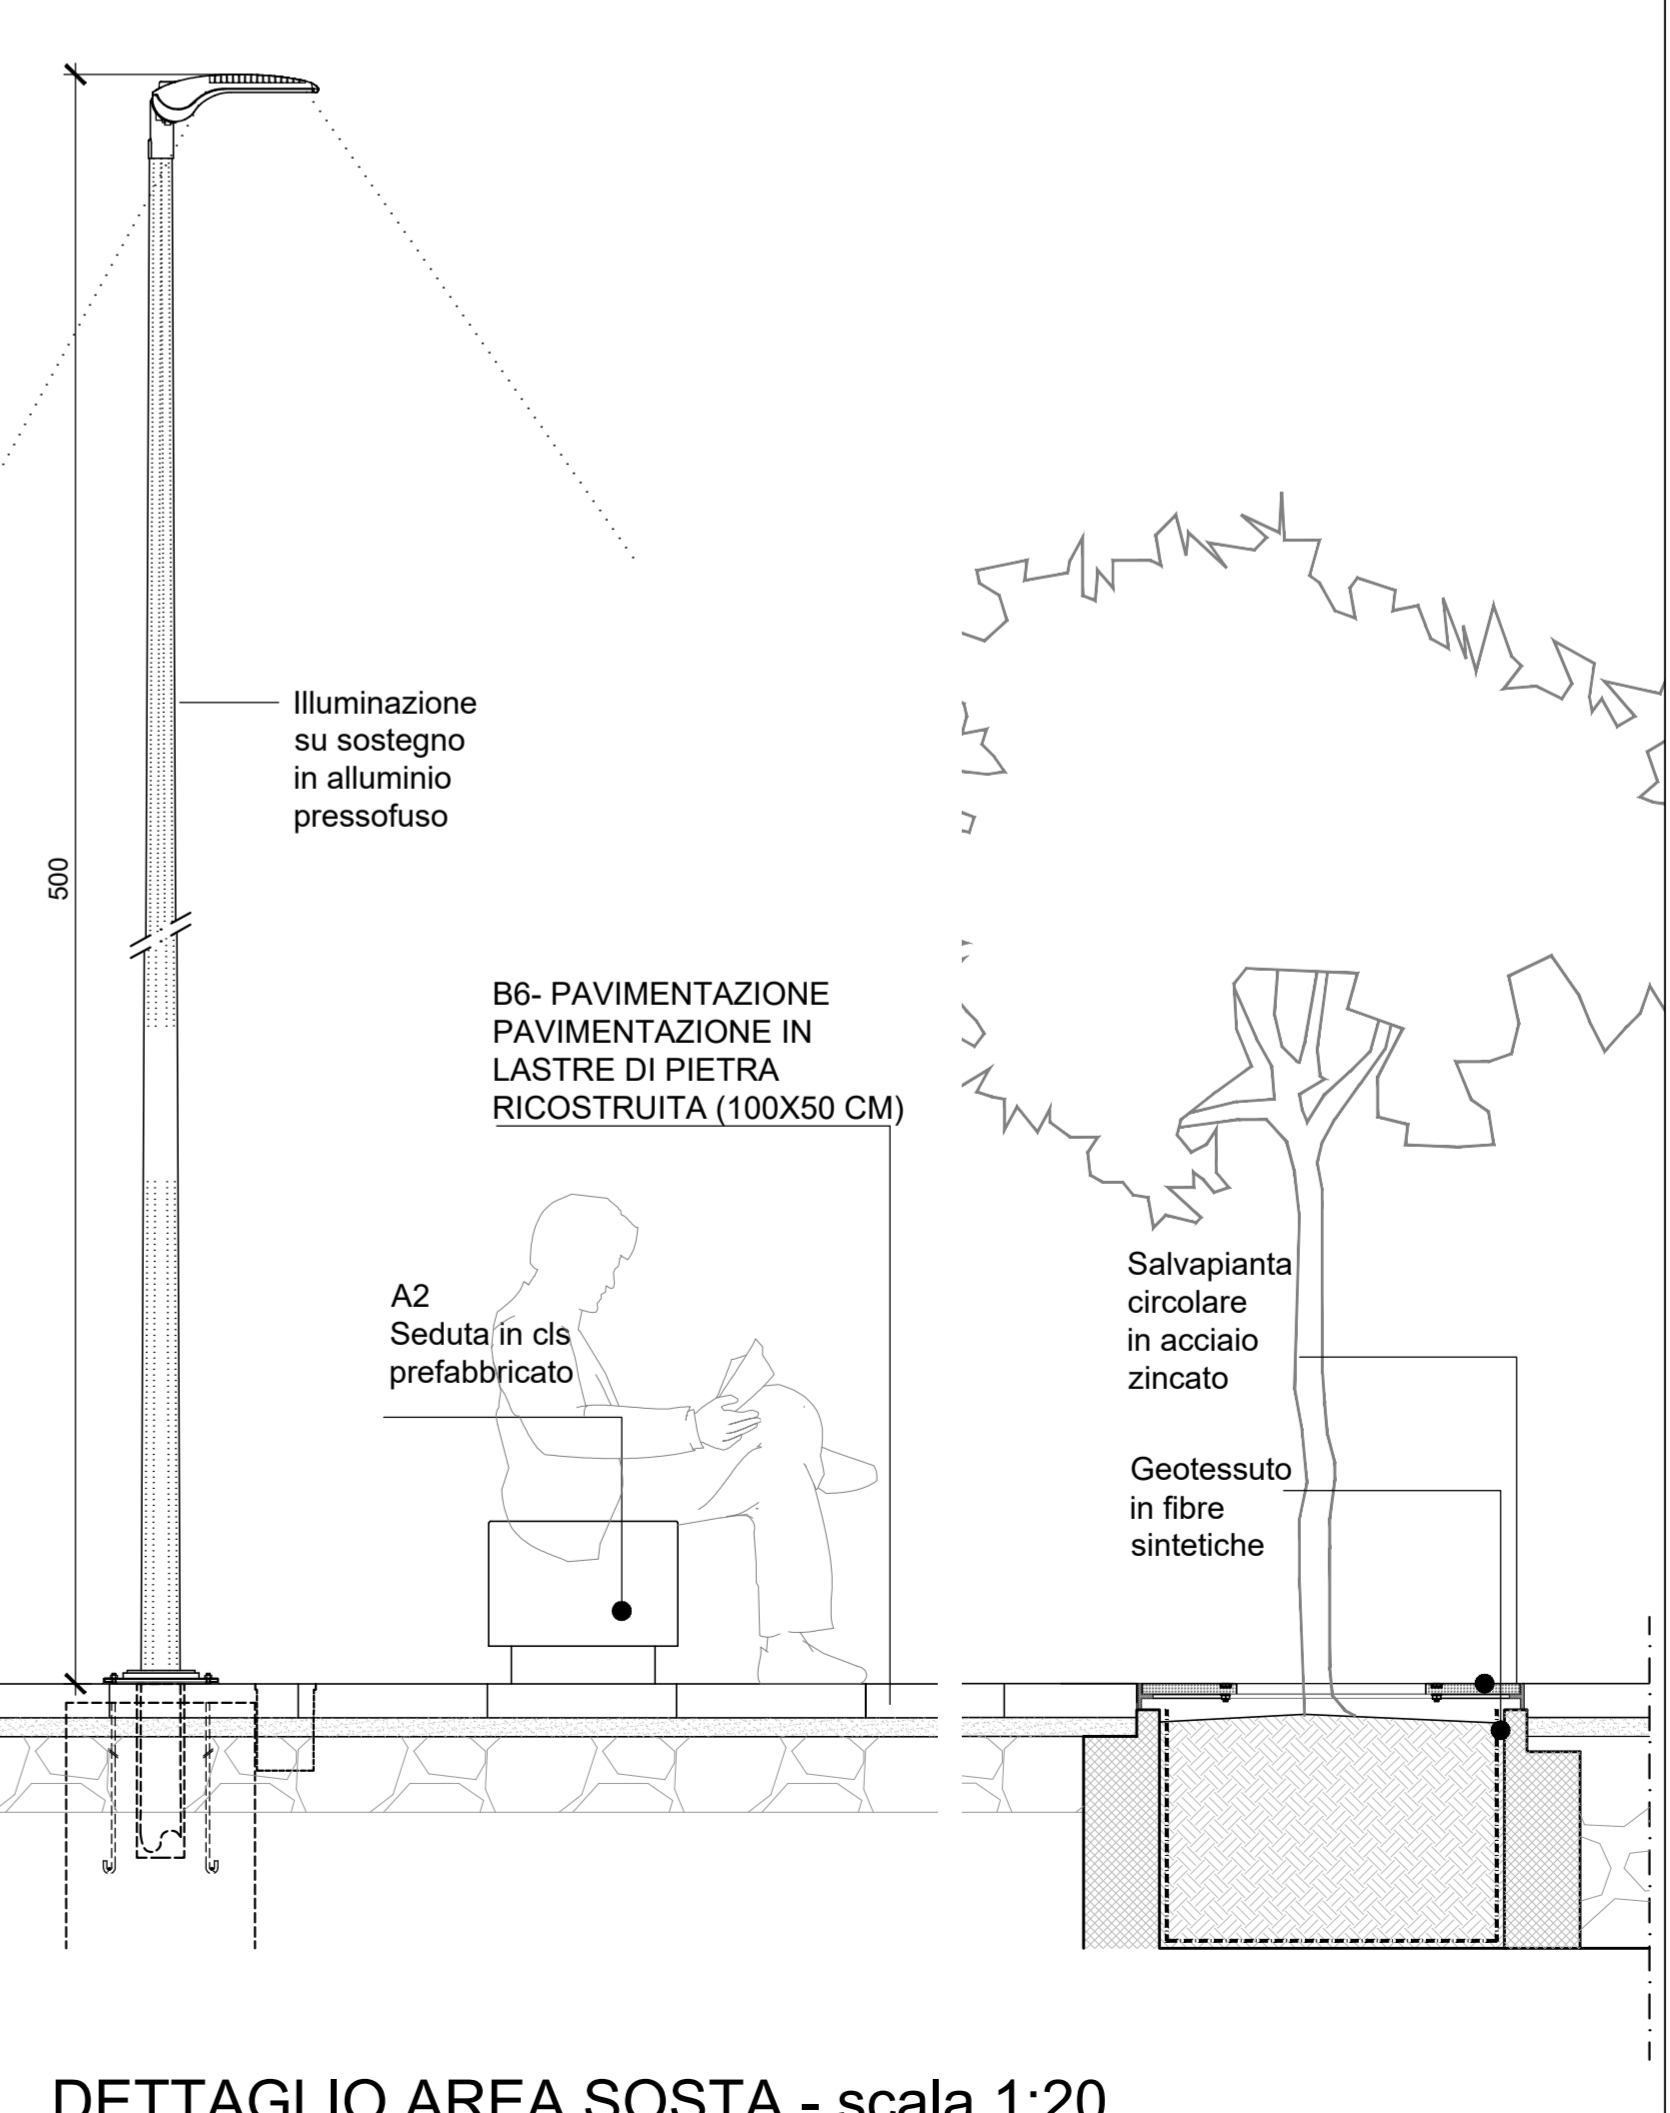 Illuminazione
su sostegno
in alluminio
pressofuso
500
B6- PAVIMENTAZIONE
PAVIMENTAZIONE IN
LASTRE DI PIETRA
RICOSTRUITA (100X50 CM)
A2
Seduta in cls
prefabbricato
Salvapianta
circolare
in acciaio
zincato
Geotessuto
in fibre
sintetiche
DETTAGLIO AREA SOSTA - scala 1:20